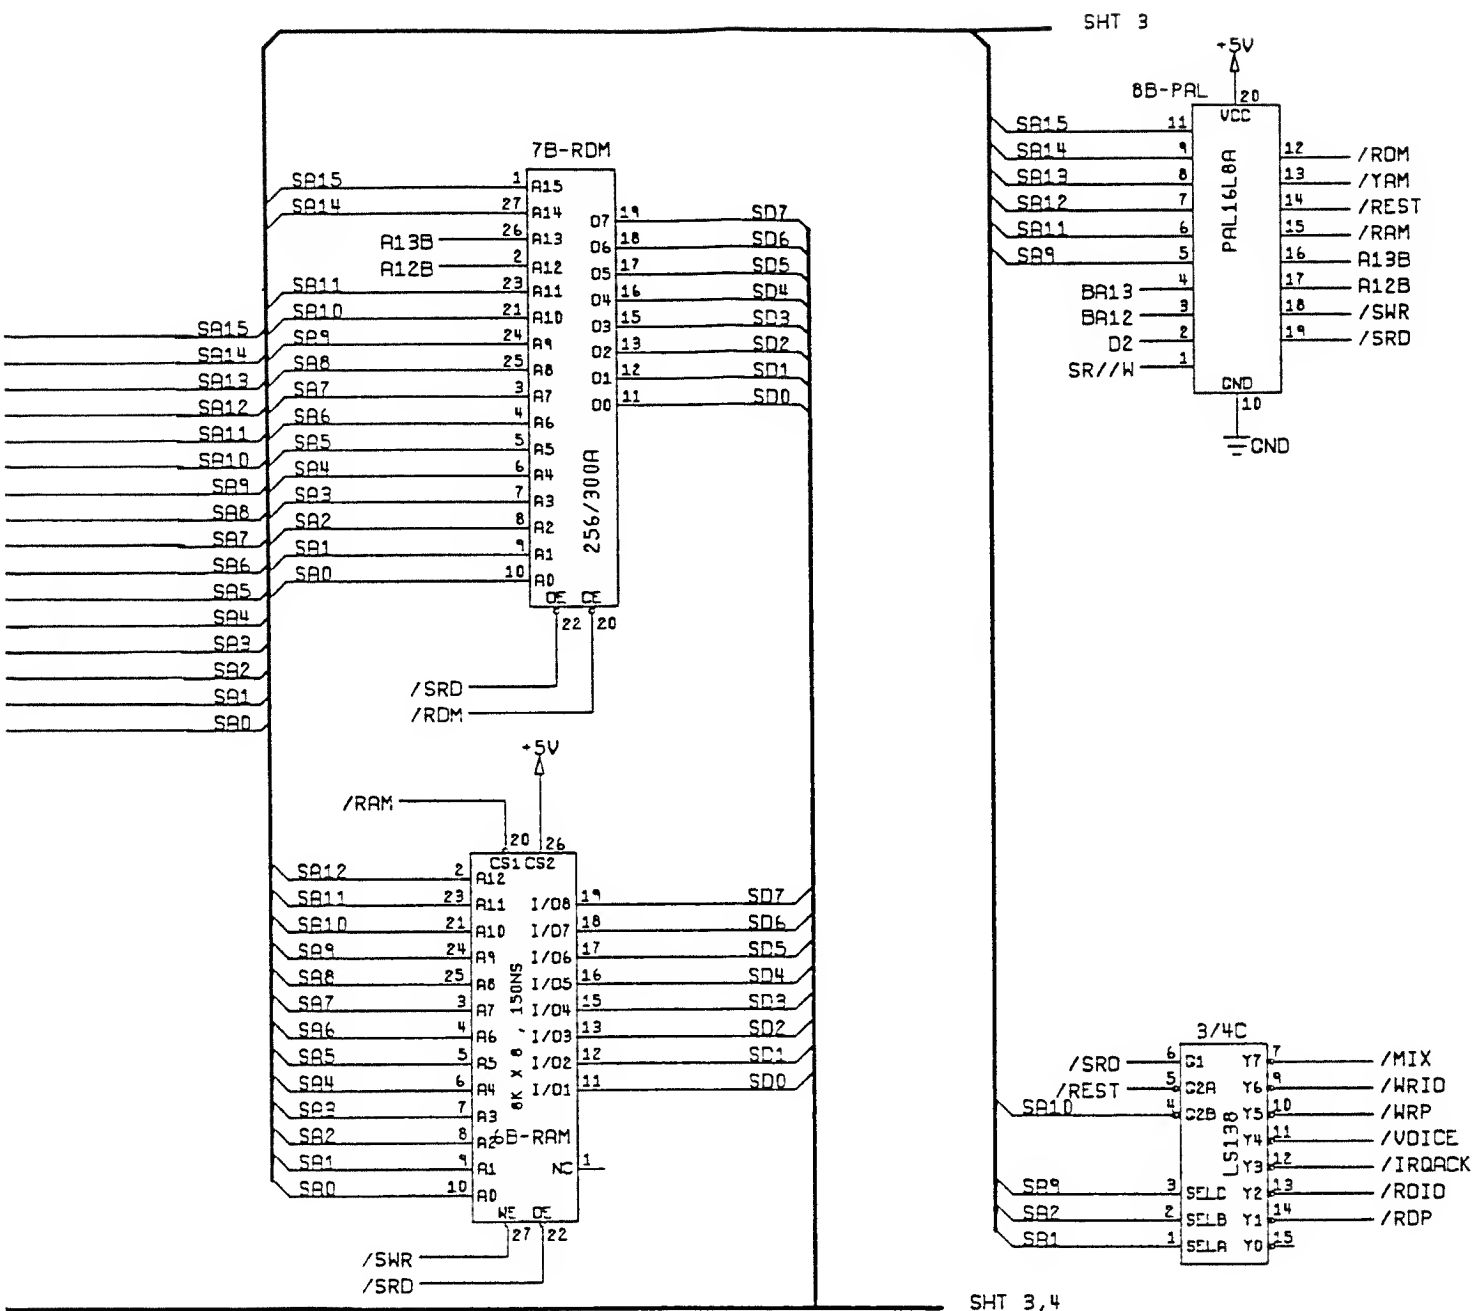 SHT 3
+5V
8B-PAL
20
VCC
SA15 11
SA14 9
SA13 8
SA12 7
SA11 6
SA9 5
BA13 4
BA12 3
D2 2
SR//W 1
PAL16L8A
12 /ROM
13 /YAM
14 /REST
15 /RAM
16 A13B
17 A12B
18 /SWR
19 /SRD
GND
10
GND
7B-ROM
SA15 1 A15
SA14 27 A14
A13B 26 A13
A12B 2 A12
SA11 23 A11
SA10 21 A10
SA9 24 A9
SA8 25 A8
SA7 3 A7
SA6 4 A6
SA5 5 A5
SA4 6 A4
SA3 7 A3
SA2 8 A2
SA1 9 A1
SA0 10 A0
D7 19 SD7
D6 18 SD6
D5 17 SD5
D4 16 SD4
D3 15 SD3
D2 13 SD2
D1 12 SD1
D0 11 SD0
256/300A
OE CE
22 20
/SRD
/ROM
SA15
SA14
SA13
SA12
SA11
SA10
SA9
SA8
SA7
SA6
SA5
SA4
SA3
SA2
SA1
SA0
+5V
/RAM
20 26
CS1 CS2
SA12 2 A12
SA11 23 A11
SA10 21 A10
SA9 24 A9
SA8 25 A8
SA7 3 A7
SA6 4 A6
SA5 5 A5
SA4 6 A4
SA3 7 A3
SA2 8 A2
SA1 9 A1
SA0 10 A0
I/O8 19 SD7
I/O7 18 SD6
I/O6 17 SD5
I/O5 16 SD4
I/O4 15 SD3
I/O3 13 SD2
I/O2 12 SD1
I/O1 11 SD0
8K X 8 , 150NS
6B-RAM
NC 1
WE OE
27 22
/SWR
/SRD
3/4C
/SRD 6 G1
/REST 5 G2A
SA10 4 G2B
SA9 3 SELC
SA2 2 SELB
SA1 1 SELA
LS138
Y7 7 /MIX
Y6 9 /WRIO
Y5 10 /WRP
Y4 11 /VOICE
Y3 12 /IRQACK
Y2 13 /RDIO
Y1 14 /RDP
Y0 15
SHT 3,4